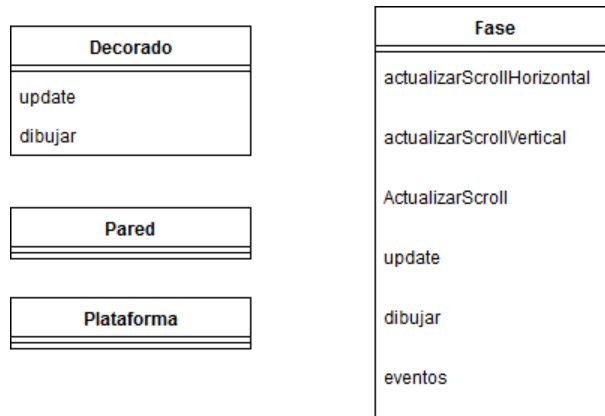 Decorado
update
dibujar
Pared
Plataforma
Fase
actualizarScrollHorizontal
actualizarScrollVertical
ActualizarScroll
update
dibujar
eventos